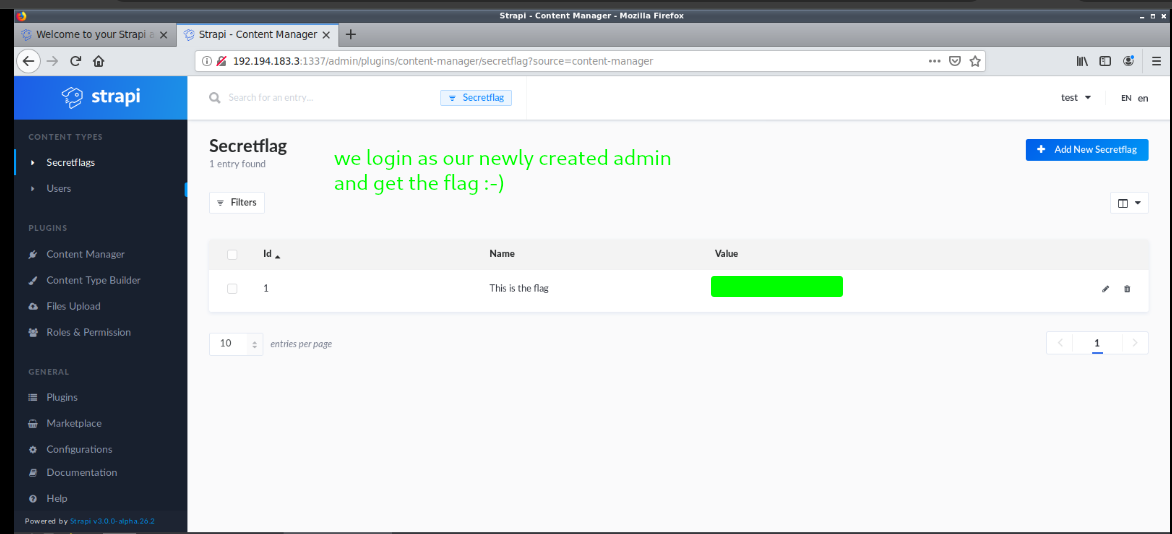 Strapi - Content Manager - Mozilla Firefox
Welcome to your Strapi a
Strapi - Content Manager
192.194.183.3:1337/admin/plugins/content-manager/secretflag?source=content-manager
strapi
Search for an entry...
Secretflag
test
EN en
CONTENT TYPES
Secretflags
Users
PLUGINS
Content Manager
Content Type Builder
Files Upload
Roles & Permission
GENERAL
Plugins
Marketplace
Configurations
Documentation
Help
Powered by Strapi v3.0.0-alpha.26.2
Secretflag
1 entry found
we login as our newly created admin
and get the flag :-)
Add New Secretflag
Filters
Id Name Value
1 This is the flag
10 entries per page
1